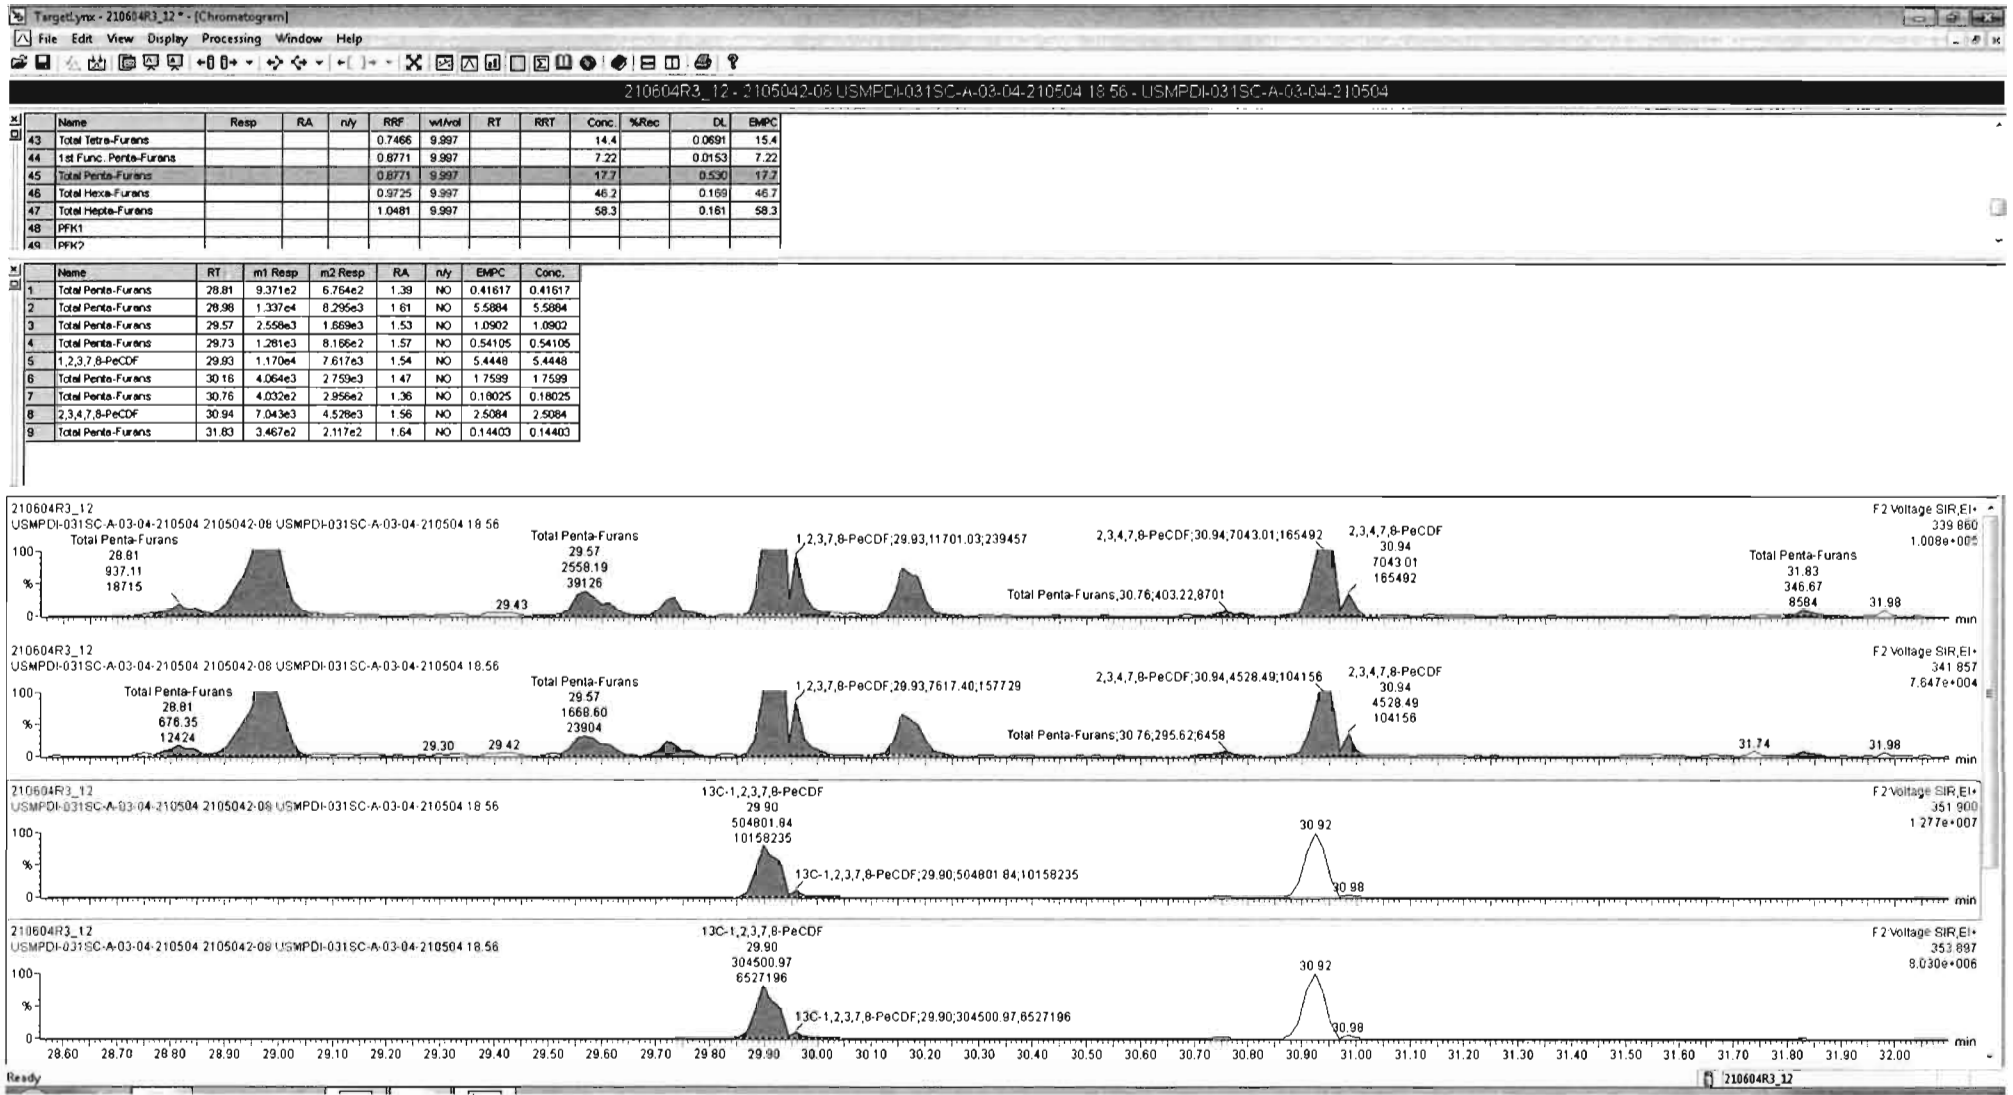 TargetLynx - 210604R3_12 * - [Chromatogram]
File Edit View Display Processing Window Help
210604R3_12 - 2105042-08 USMPDI-031SC-A-03-04-210504 18.56 - USMPDI-031SC-A-03-04-210504
Name Resp RA n/y RRF wt/vol RT RRT Conc. %Rec DL EMPC
43 Total Tetra-Furans 0.7466 9.997 14.4 0.0691 15.4
44 1st Func. Penta-Furans 0.8771 9.997 7.22 0.0153 7.22
45 Total Penta-Furans 0.8771 9.997 17.7 0.530 17.7
46 Total Hexa-Furans 0.9725 9.997 46.2 0.169 46.7
47 Total Hepta-Furans 1.0481 9.997 58.3 0.161 58.3
48 PFK1
49 PFK2
Name RT m1 Resp m2 Resp RA n/y EMPC Conc.
1 Total Penta-Furans 28.81 9.371e2 6.764e2 1.39 NO 0.41617 0.41617
2 Total Penta-Furans 28.98 1.337e4 8.295e3 1.61 NO 5.5884 5.5884
3 Total Penta-Furans 29.57 2.558e3 1.669e3 1.53 NO 1.0902 1.0902
4 Total Penta-Furans 29.73 1.281e3 8.166e2 1.57 NO 0.54105 0.54105
5 1,2,3,7,8-PeCDF 29.93 1.170e4 7.617e3 1.54 NO 5.4448 5.4448
6 Total Penta-Furans 30.16 4.064e3 2.759e3 1.47 NO 1.7599 1.7599
7 Total Penta-Furans 30.76 4.032e2 2.956e2 1.36 NO 0.18025 0.18025
8 2,3,4,7,8-PeCDF 30.94 7.043e3 4.528e3 1.56 NO 2.5084 2.5084
9 Total Penta-Furans 31.83 3.467e2 2.117e2 1.64 NO 0.14403 0.14403
210604R3_12
USMPDI-031SC-A-03-04-210504 2105042-08 USMPDI-031SC-A-03-04-210504 18.56
F2 Voltage SIR,EI+
339.860
1.008e+005
Total Penta-Furans
28.81
937.11
18715
29.43
Total Penta-Furans
29.57
2558.19
39126
1,2,3,7,8-PeCDF;29.93;11701.03;239457
Total Penta-Furans;30.76;403.22;8701
2,3,4,7,8-PeCDF;30.94;7043.01;165492
2,3,4,7,8-PeCDF
30.94
7043.01
165492
Total Penta-Furans
31.83
346.67
8584
31.98
100
%
0
min
210604R3_12
USMPDI-031SC-A-03-04-210504 2105042-08 USMPDI-031SC-A-03-04-210504 18.56
F2 Voltage SIR,EI+
341.857
7.647e+004
Total Penta-Furans
28.81
676.35
12424
29.30
29.42
Total Penta-Furans
29.57
1668.60
23904
1,2,3,7,8-PeCDF;29.93;7617.40;157729
Total Penta-Furans;30.76;295.62;6458
2,3,4,7,8-PeCDF;30.94;4528.49;104156
2,3,4,7,8-PeCDF
30.94
4528.49
104156
31.74
31.98
100
%
0
min
210604R3_12
USMPDI-031SC-A-03-04-210504 2105042-08 USMPDI-031SC-A-03-04-210504 18.56
F2 Voltage SIR,EI+
351.900
1.277e+007
13C-1,2,3,7,8-PeCDF
29.90
504801.84
10158235
13C-1,2,3,7,8-PeCDF;29.90;504801.84;10158235
30.92
30.98
100
%
0
min
210604R3_12
USMPDI-031SC-A-03-04-210504 2105042-08 USMPDI-031SC-A-03-04-210504 18.56
F2 Voltage SIR,EI+
353.897
8.030e+006
13C-1,2,3,7,8-PeCDF
29.90
304500.97
6527196
13C-1,2,3,7,8-PeCDF;29.90;304500.97;6527196
30.92
30.98
100
%
0
min
28.60 28.70 28.80 28.90 29.00 29.10 29.20 29.30 29.40 29.50 29.60 29.70 29.80 29.90 30.00 30.10 30.20 30.30 30.40 30.50 30.60 30.70 30.80 30.90 31.00 31.10 31.20 31.30 31.40 31.50 31.60 31.70 31.80 31.90 32.00
Ready
210604R3_12